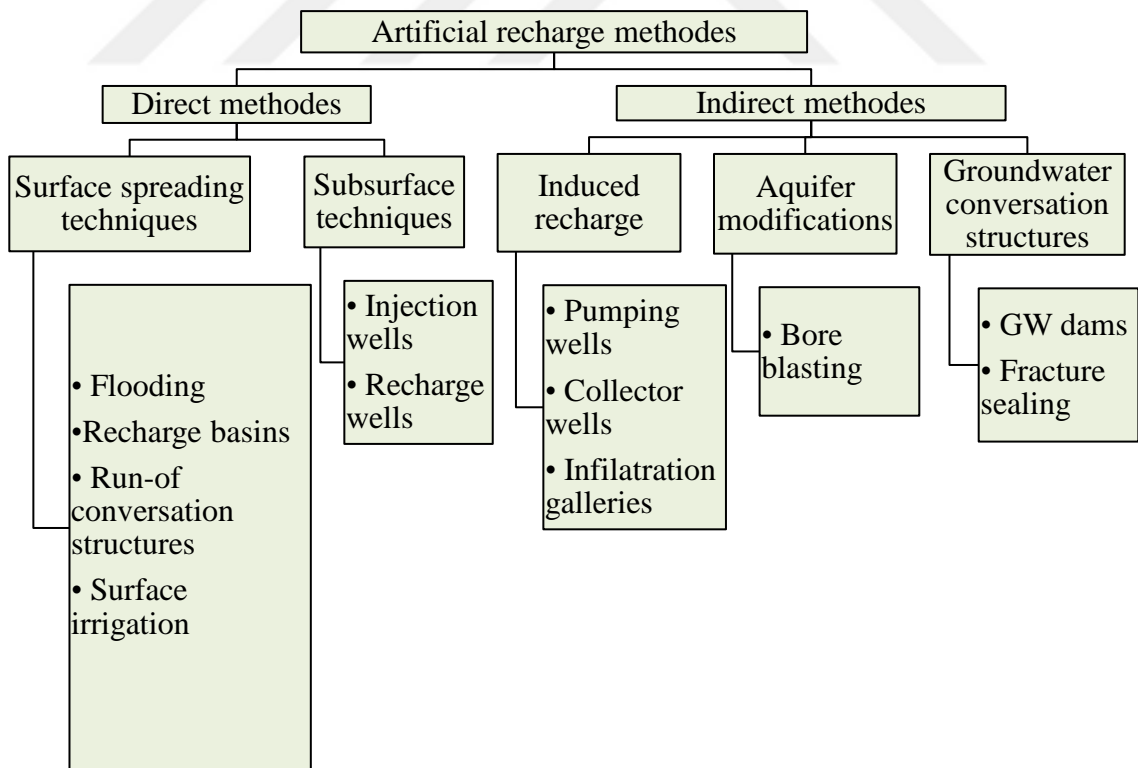 Artificial recharge methodes
Direct methodes
Indirect methodes
Surface spreading
techniques
Subsurface
techniques
Induced
recharge
Aquifer
modifications
Groundwater
conversation
structures
• Flooding
•Recharge basins
• Run-of
conversation
structures
• Surface
irrigation
• Injection
wells
• Recharge
wells
• Pumping
wells
• Collector
wells
• Infilatration
galleries
• Bore
blasting
• GW dams
• Fracture
sealing